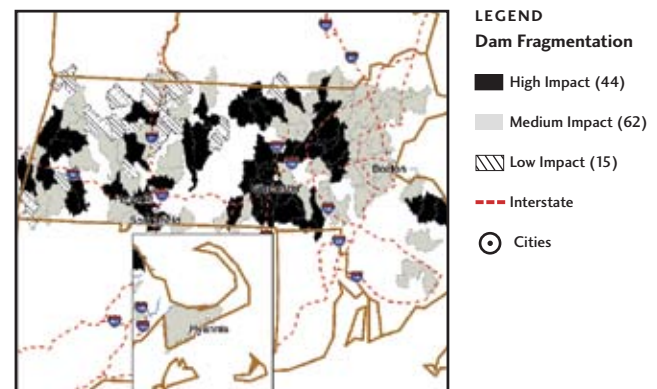 LEGEND
Dam Fragmentation
High Impact (44)
Medium Impact (62)
Low Impact (15)
Interstate
Cities
Boston
Hyannis